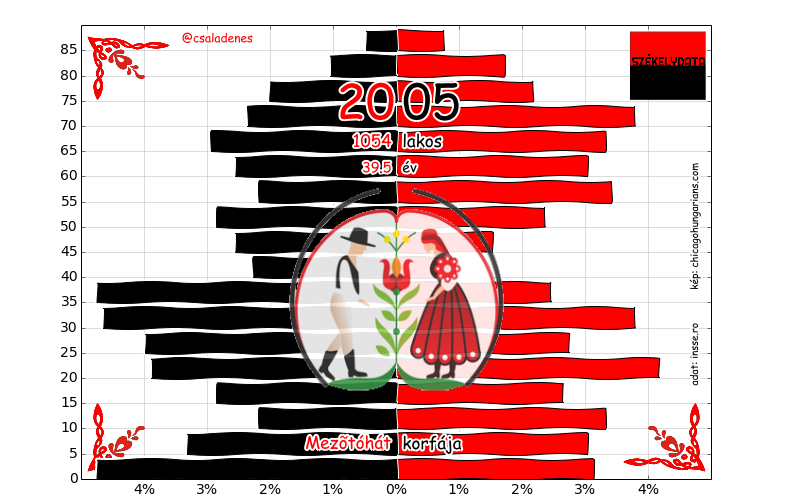 @csaladenes
SZÉKELYDATA
2005
1054 lakos
39.5 év
kép: chicagohungarians.com
adat: insse.ro
Mezőtóhát korfája
85
80
75
70
65
60
55
50
45
40
35
30
25
20
15
10
5
0
4% 3% 2% 1% 0% 1% 2% 3% 4%